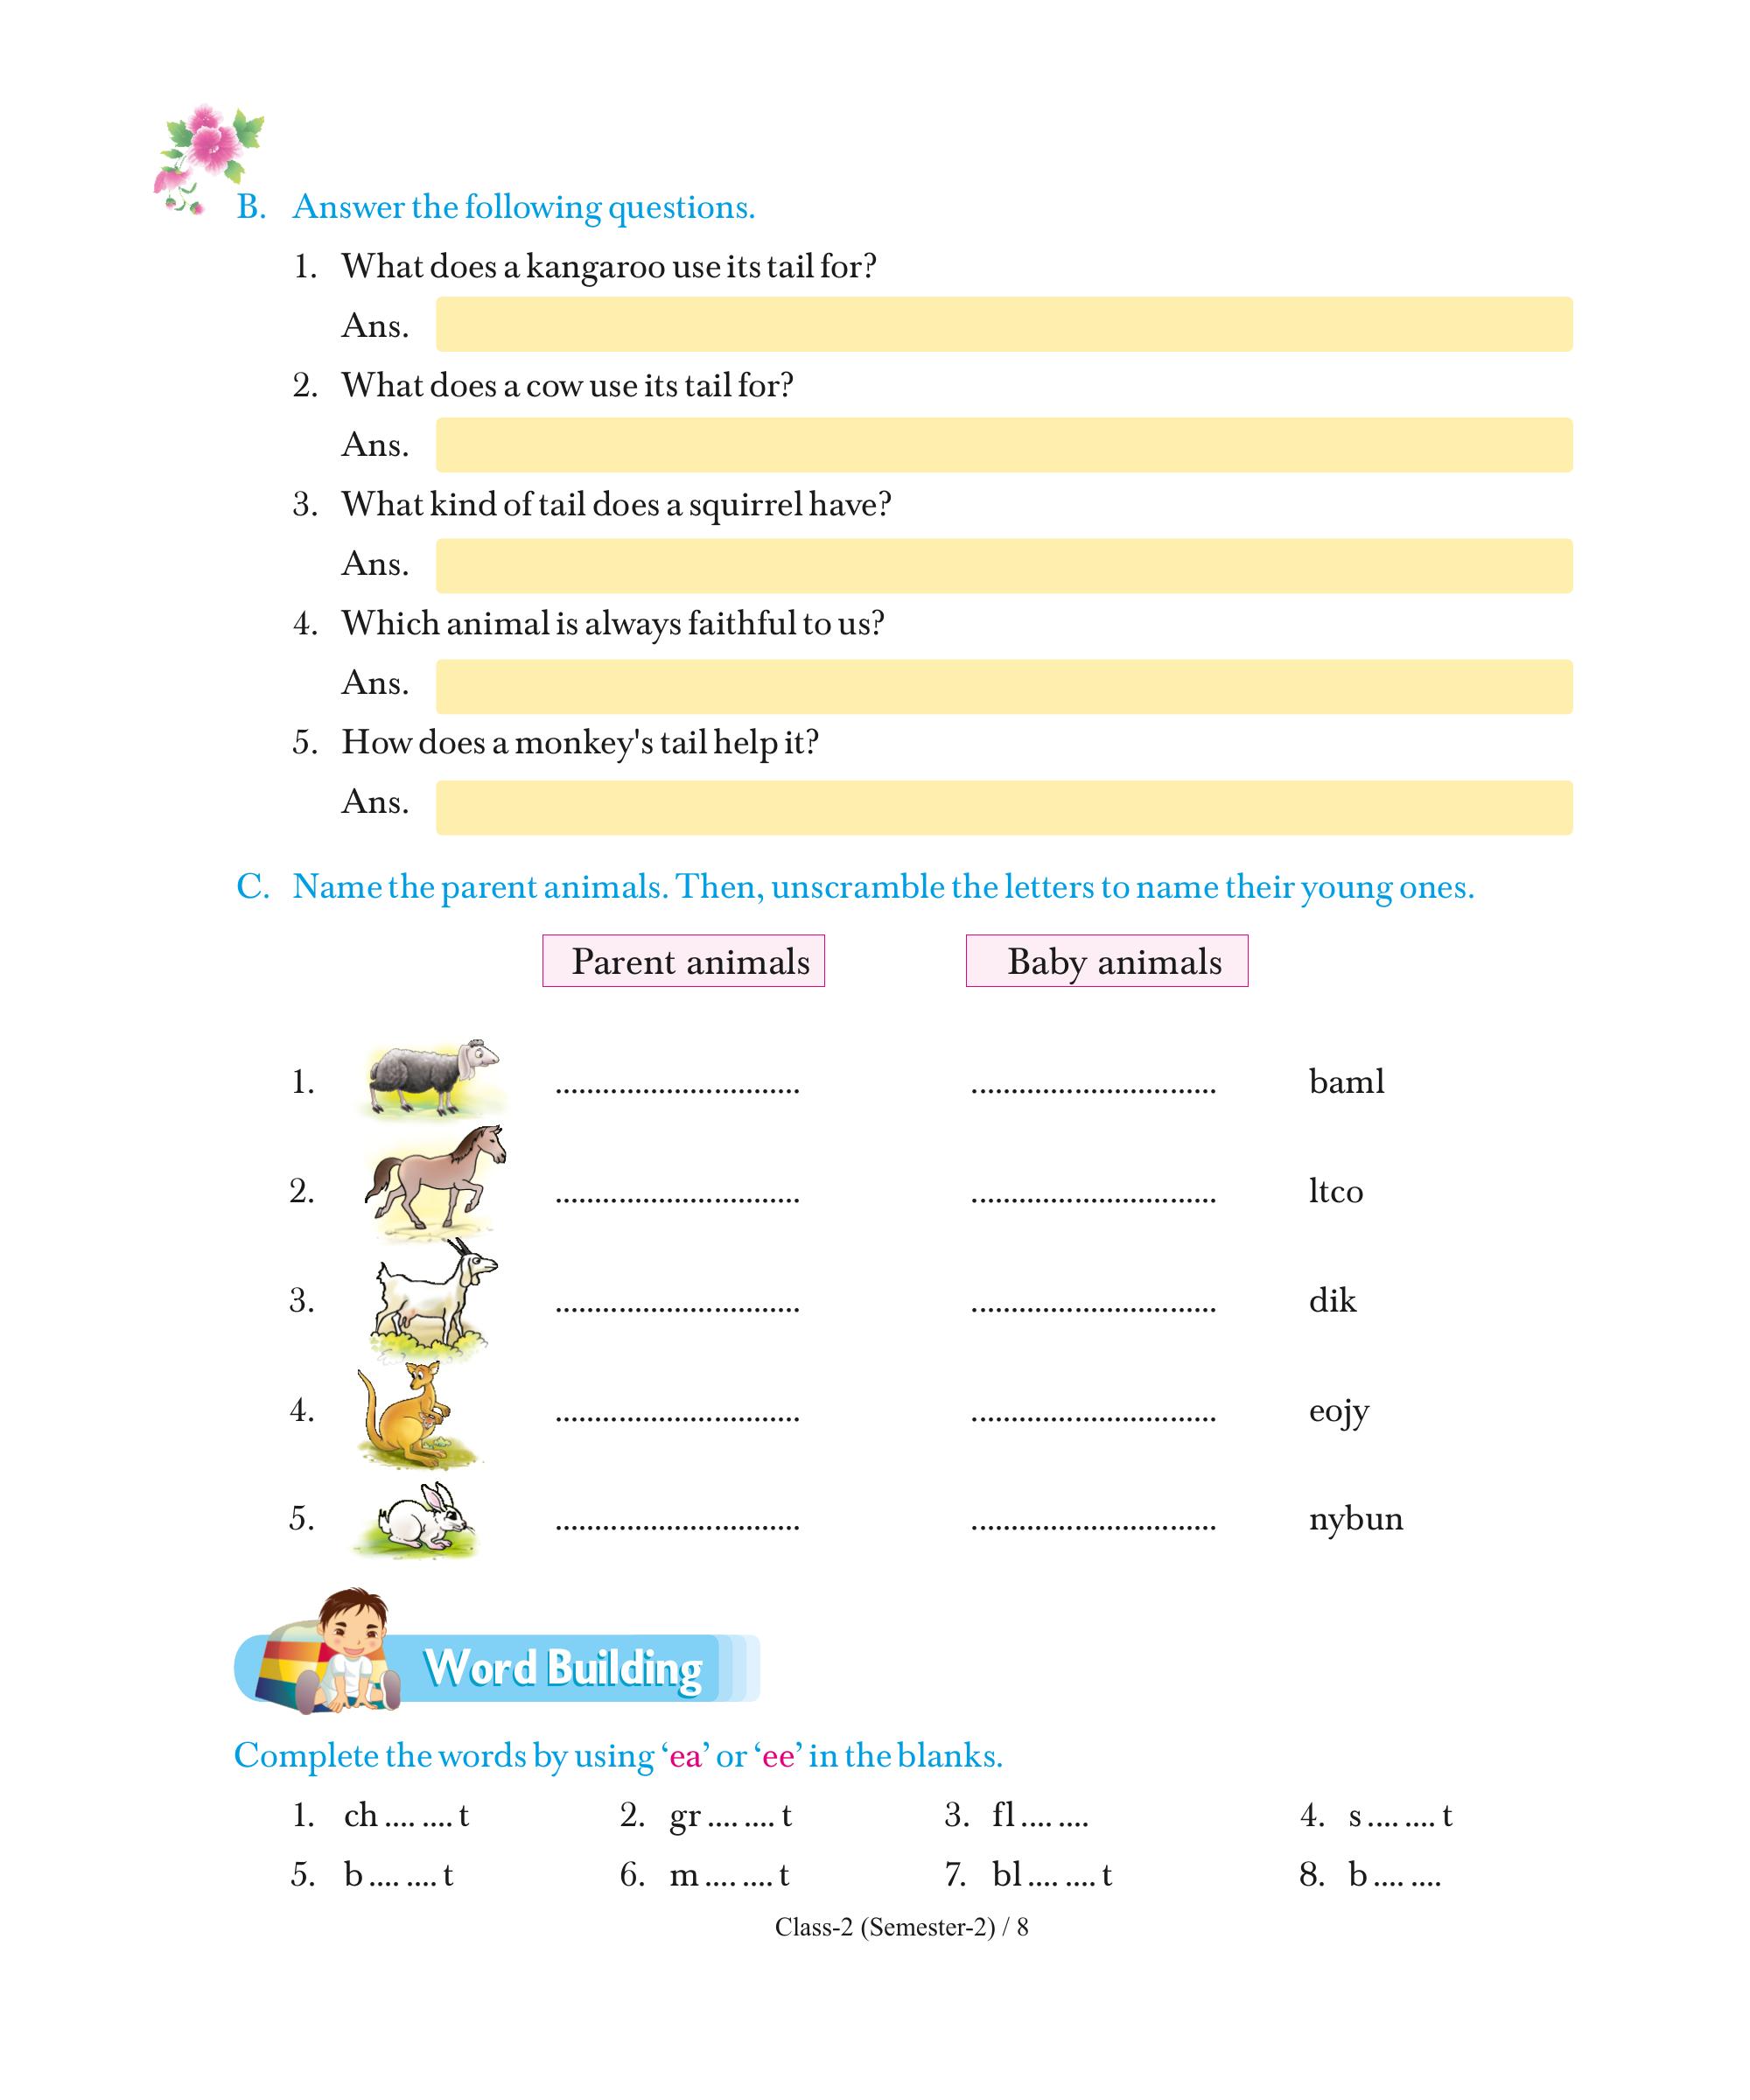 B. Answer the following questions.
1. What does a kangaroo use its tail for?
Ans.
2. What does a cow use its tail for?
Ans.
3. What kind of tail does a squirrel have?
Ans.
4. Which animal is always faithful to us?
Ans.
5. How does a monkey's tail help it?
Ans.
C. Name the parent animals. Then, unscramble the letters to name their young ones.
Parent animals Baby animals
1. ............................... ............................... baml
2. ............................... ............................... ltco
3. ............................... ............................... dik
4. ............................... ............................... eojy
5. ............................... ............................... nybun
Word Building
Complete the words by using ‘ea’ or ‘ee’ in the blanks.
1. ch .... .... t 2. gr .... .... t 3. fl .... .... 4. s .... .... t
5. b .... .... t 6. m .... .... t 7. bl .... .... t 8. b .... ....
Class-2 (Semester-2) / 8